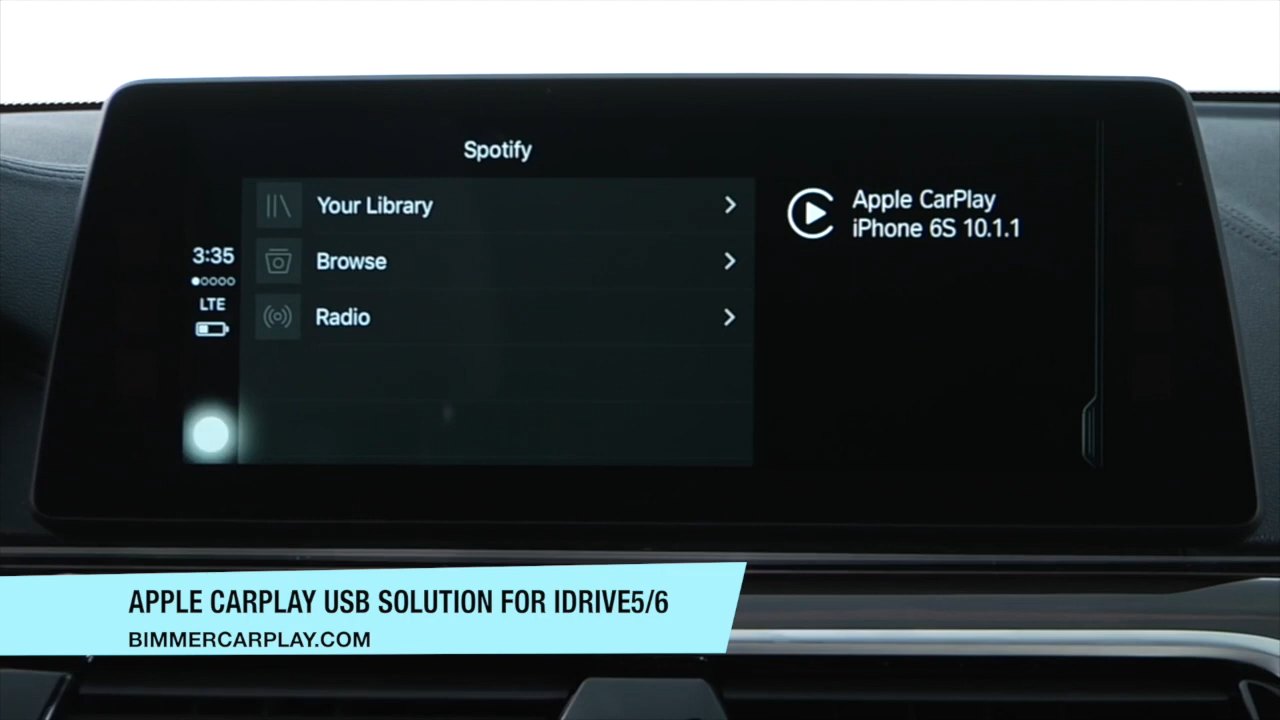 Spotify
Your Library
Browse
Radio
3:35
LTE
Apple CarPlay
iPhone 6S 10.1.1
APPLE CARPLAY USB SOLUTION FOR IDRIVE5/6
BIMMERCARPLAY.COM